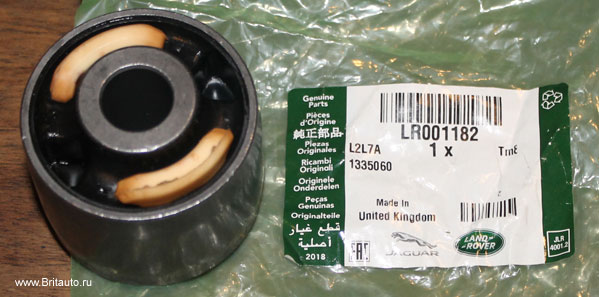 Genuine
Parts
Pièces
d'Origine
純正部品
Piezas
Originales
Ricambi
Originali
Originele
Onderdelen
Peças
Genuínas
Originalteile
قطع غيار
أصلية
2018
LR001182
1 x
L2L7A
1335060
Made In
United Kingdom
EAC
JAGUAR
LAND-
ROVER
JLR
4001.2
www.Britauto.ru